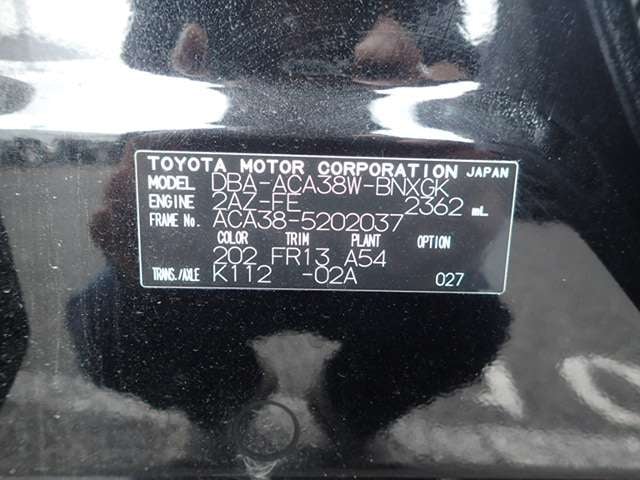 TOYOTA MOTOR CORPORATION JAPAN
MODEL DBA-ACA38W-BNXGK
ENGINE 2AZ-FE 2362 mL
FRAME No. ACA38-5202037
COLOR TRIM PLANT OPTION
202 FR13 A54
TRANS./AXLE K112 -02A 027